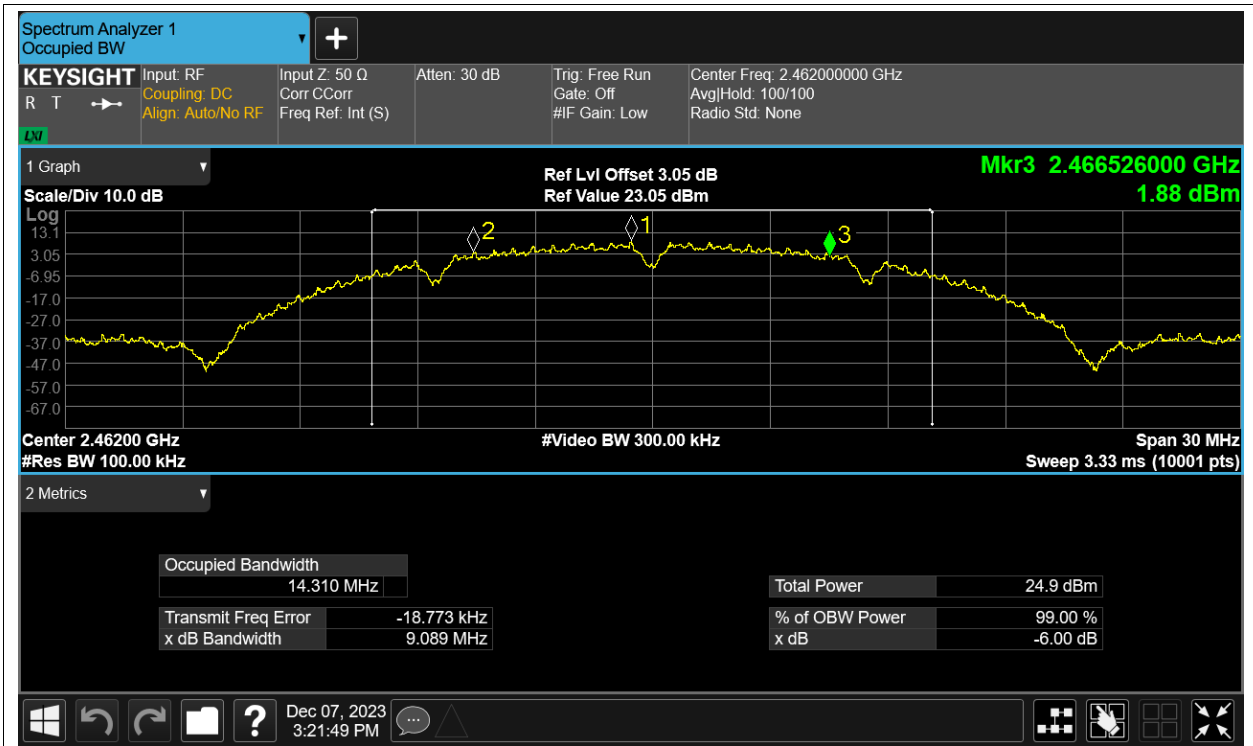 Spectrum Analyzer 1
Occupied BW
KEYSIGHT
R T
LXI
Input: RF
Coupling: DC
Align: Auto/No RF
Input Z: 50 Ω
Corr CCorr
Freq Ref: Int (S)
Atten: 30 dB
Trig: Free Run
Gate: Off
#IF Gain: Low
Center Freq: 2.462000000 GHz
Avg|Hold: 100/100
Radio Std: None
1 Graph
Scale/Div 10.0 dB
Ref Lvl Offset 3.05 dB
Ref Value 23.05 dBm
Mkr3 2.466526000 GHz
1.88 dBm
Log
13.1
3.05
-6.95
-17.0
-27.0
-37.0
-47.0
-57.0
-67.0
2
1
3
Center 2.46200 GHz
#Video BW 300.00 kHz
Span 30 MHz
#Res BW 100.00 kHz
Sweep 3.33 ms (10001 pts)
2 Metrics
Occupied Bandwidth
14.310 MHz
Total Power 24.9 dBm
Transmit Freq Error -18.773 kHz
% of OBW Power 99.00 %
x dB Bandwidth 9.089 MHz
x dB -6.00 dB
?
Dec 07, 2023
3:21:49 PM